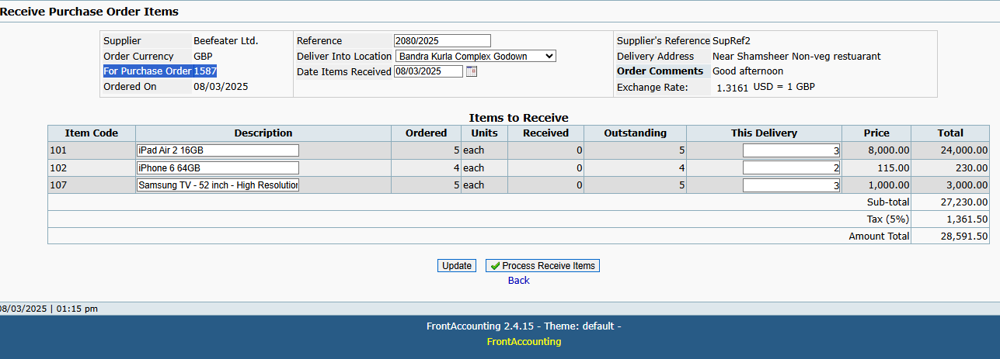 Receive Purchase Order Items
Supplier Beefeater Ltd. Reference 2080/2025 Supplier's Reference SupRef2
Order Currency GBP Deliver Into Location Bandra Kurla Complex Godown Delivery Address Near Shamsheer Non-veg restuarant
For Purchase Order 1587 Date Items Received 08/03/2025 Order Comments Good afternoon
Ordered On 08/03/2025 Exchange Rate: 1.3161 USD = 1 GBP
Items to Receive
Item Code Description Ordered Units Received Outstanding This Delivery Price Total
101 iPad Air 2 16GB 5 each 0 5 3 8,000.00 24,000.00
102 iPhone 6 64GB 4 each 0 4 2 115.00 230.00
107 Samsung TV - 52 inch - High Resolution 5 each 0 5 3 1,000.00 3,000.00
Sub-total 27,230.00
Tax (5%) 1,361.50
Amount Total 28,591.50
Update Process Receive Items
Back
08/03/2025 | 01:15 pm
FrontAccounting 2.4.15 - Theme: default -
FrontAccounting